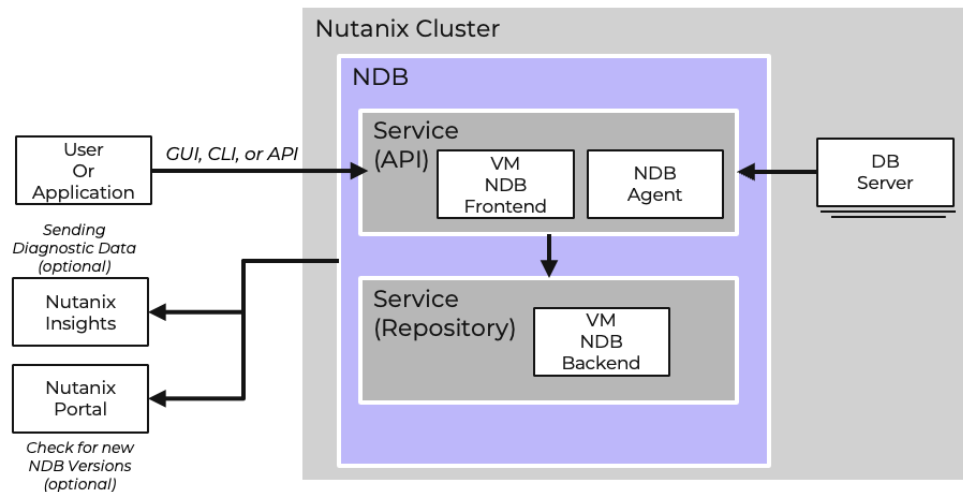 Nutanix Cluster
NDB
Service
(API)
VM
NDB
Frontend
NDB
Agent
DB
Server
User
Or
Application
GUI, CLI, or API
Sending
Diagnostic Data
(optional)
Nutanix
Insights
Nutanix
Portal
Check for new
NDB Versions
(optional)
Service
(Repository)
VM
NDB
Backend